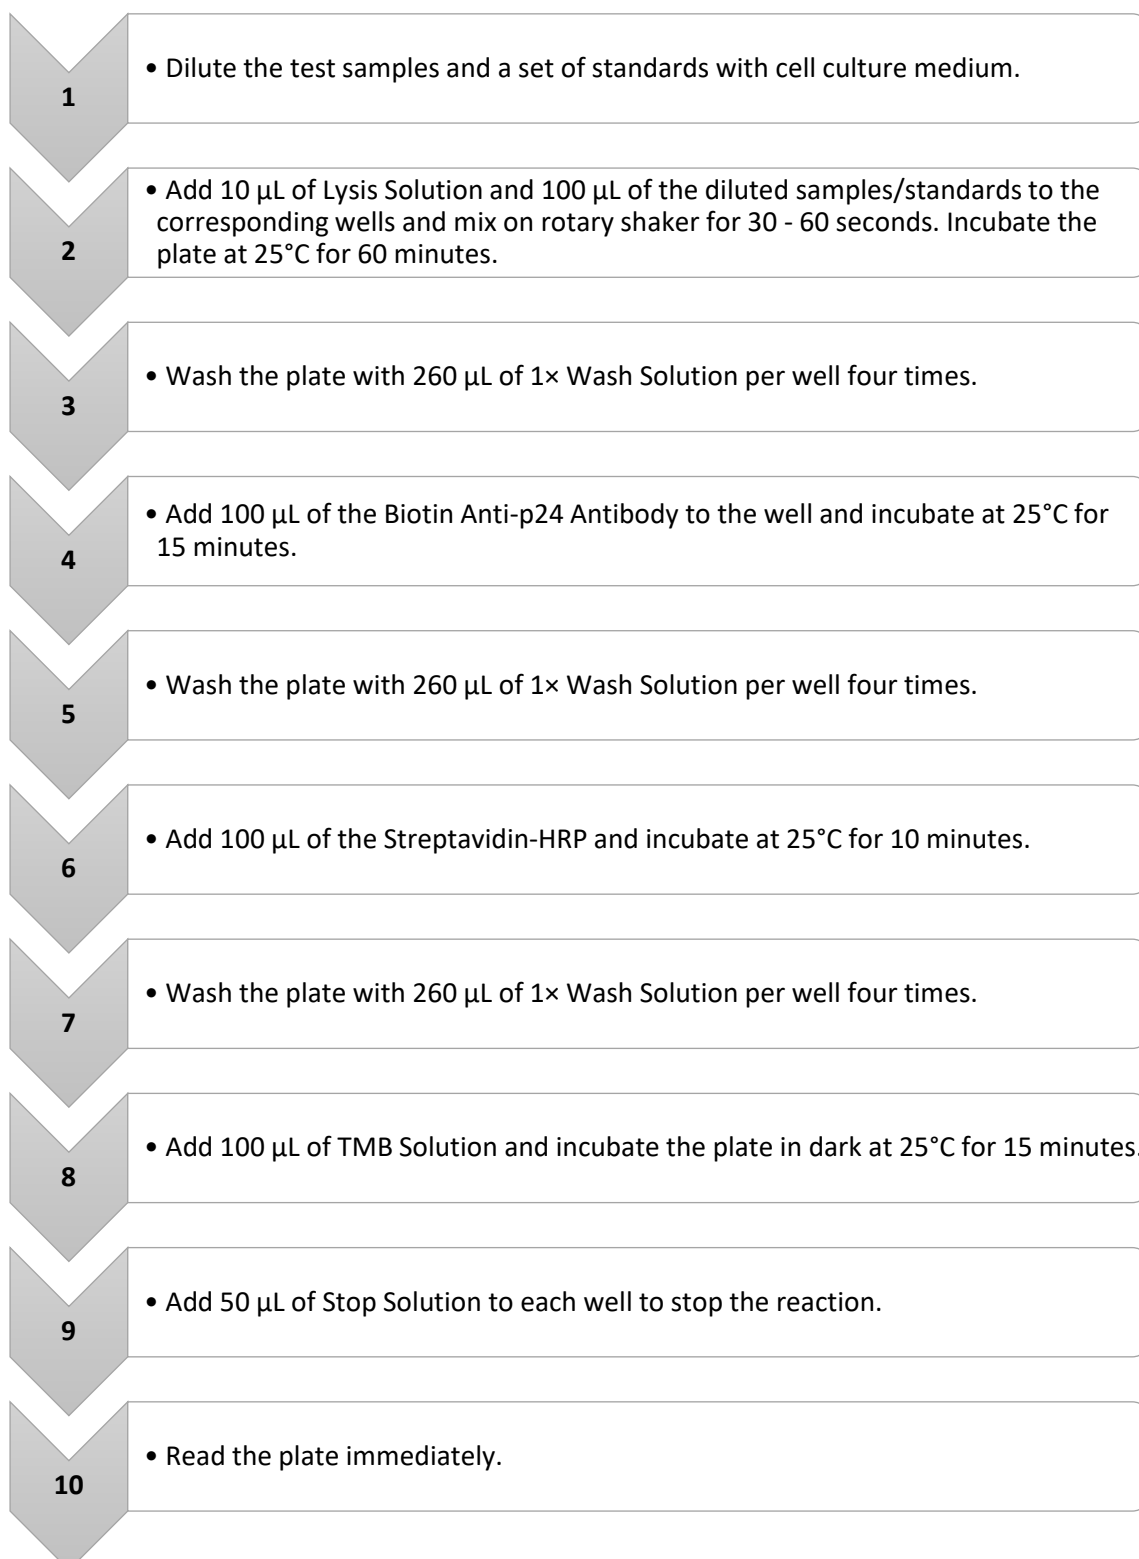 1
• Dilute the test samples and a set of standards with cell culture medium.
2
• Add 10 µL of Lysis Solution and 100 µL of the diluted samples/standards to the
corresponding wells and mix on rotary shaker for 30 - 60 seconds. Incubate the
plate at 25°C for 60 minutes.
3
• Wash the plate with 260 µL of 1× Wash Solution per well four times.
4
• Add 100 µL of the Biotin Anti-p24 Antibody to the well and incubate at 25°C for
15 minutes.
5
• Wash the plate with 260 µL of 1× Wash Solution per well four times.
6
• Add 100 µL of the Streptavidin-HRP and incubate at 25°C for 10 minutes.
7
• Wash the plate with 260 µL of 1× Wash Solution per well four times.
8
• Add 100 µL of TMB Solution and incubate the plate in dark at 25°C for 15 minutes.
9
• Add 50 µL of Stop Solution to each well to stop the reaction.
10
• Read the plate immediately.